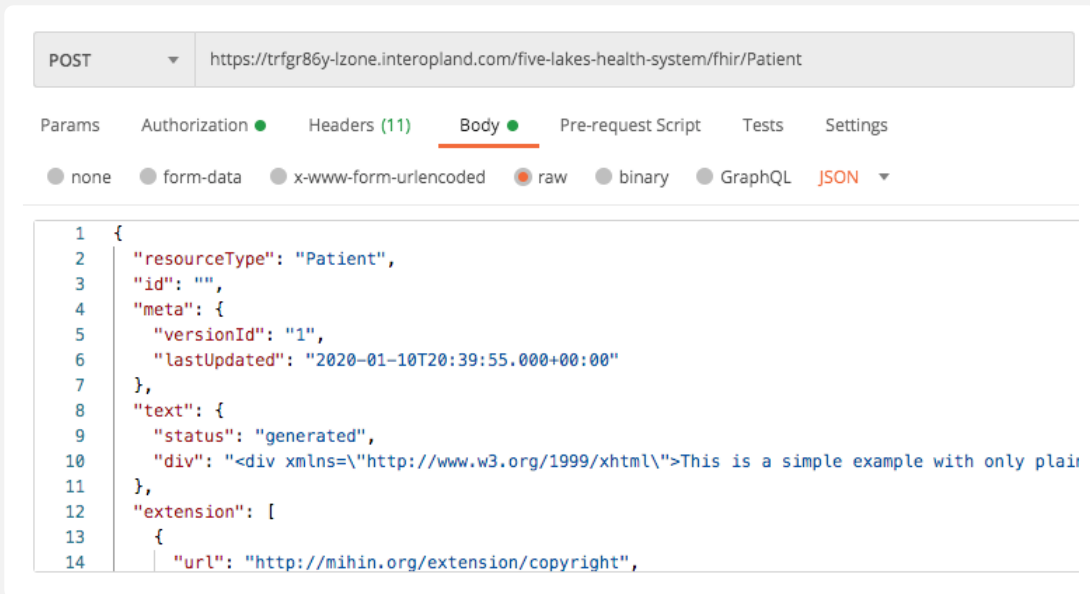 POST https://trfgr86y-lzone.interopland.com/five-lakes-health-system/fhir/Patient
Params Authorization Headers (11) Body Pre-request Script Tests Settings
none form-data x-www-form-urlencoded raw binary GraphQL JSON
1 {
2 "resourceType": "Patient",
3 "id": "",
4 "meta": {
5 "versionId": "1",
6 "lastUpdated": "2020-01-10T20:39:55.000+00:00"
7 },
8 "text": {
9 "status": "generated",
10 "div": "<div xmlns=\"http://www.w3.org/1999/xhtml\">This is a simple example with only plai
11 },
12 "extension": [
13 {
14 "url": "http://mihin.org/extension/copyright",